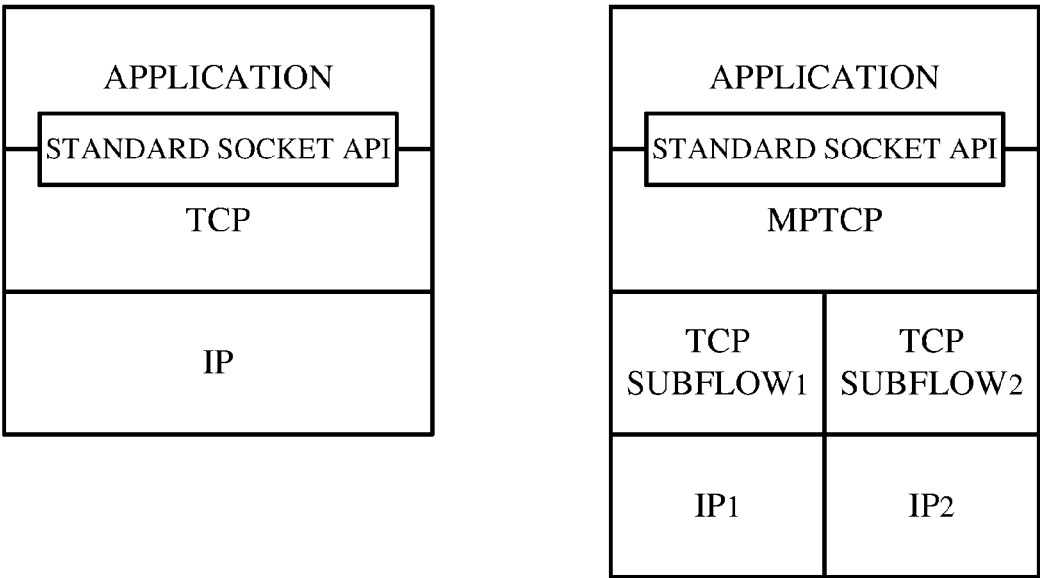 APPLICATION
STANDARD SOCKET API
TCP
IP
APPLICATION
STANDARD SOCKET API
MPTCP
TCP
SUBFLOW1
TCP
SUBFLOW2
IP1
IP2